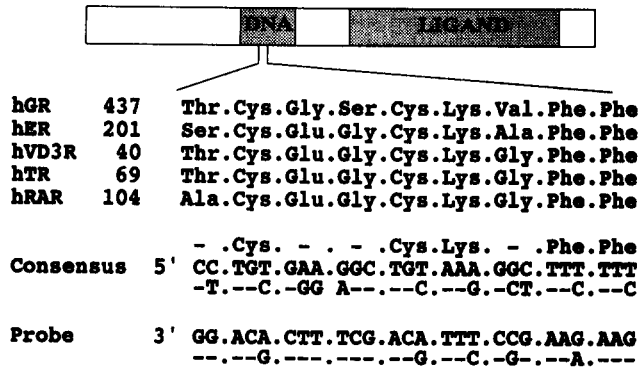 DNA LIGAND
hGR 437 Thr.Cys.Gly.Ser.Cys.Lys.Val.Phe.Phe
hER 201 Ser.Cys.Glu.Gly.Cys.Lys.Ala.Phe.Phe
hVD3R 40 Thr.Cys.Glu.Gly.Cys.Lys.Gly.Phe.Phe
hTR 69 Thr.Cys.Glu.Gly.Cys.Lys.Gly.Phe.Phe
hRAR 104 Ala.Cys.Glu.Gly.Cys.Lys.Gly.Phe.Phe
- .Cys. - . - .Cys.Lys. - .Phe.Phe
Consensus 5' CC.TGT.GAA.GGC.TGT.AAA.GGC.TTT.TTT
-T.--C.-GG A--.--C.--G.-CT.--C.--C
Probe 3' GG.ACA.CTT.TCG.ACA.TTT.CCG.AAG.AAG
--.--G.---.---.--G.--C.-G-.--A.---